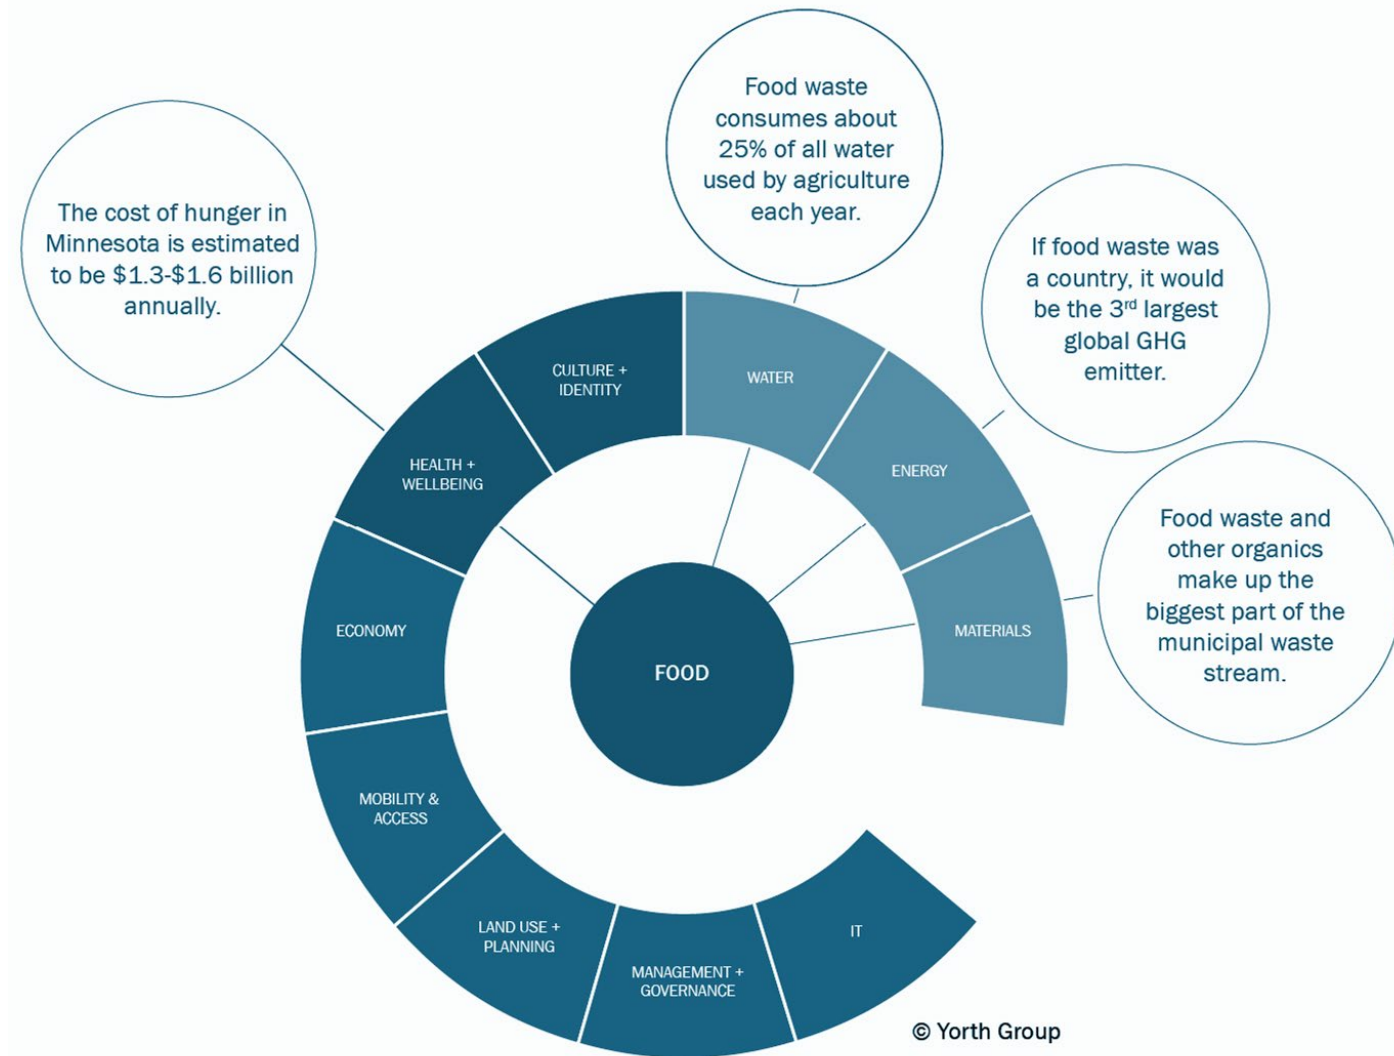 Food waste
consumes about
25% of all water
used by agriculture
each year.
The cost of hunger in
Minnesota is estimated
to be $1.3-$1.6 billion
annually.
If food waste was
a country, it would
be the 3rd largest
global GHG
emitter.
CULTURE +
IDENTITY
WATER
HEALTH +
WELLBEING
ENERGY
Food waste and
other organics
make up the
biggest part of the
municipal waste
stream.
ECONOMY
MATERIALS
FOOD
MOBILITY &
ACCESS
LAND USE +
PLANNING
MANAGEMENT +
GOVERNANCE
IT
© Yorth Group